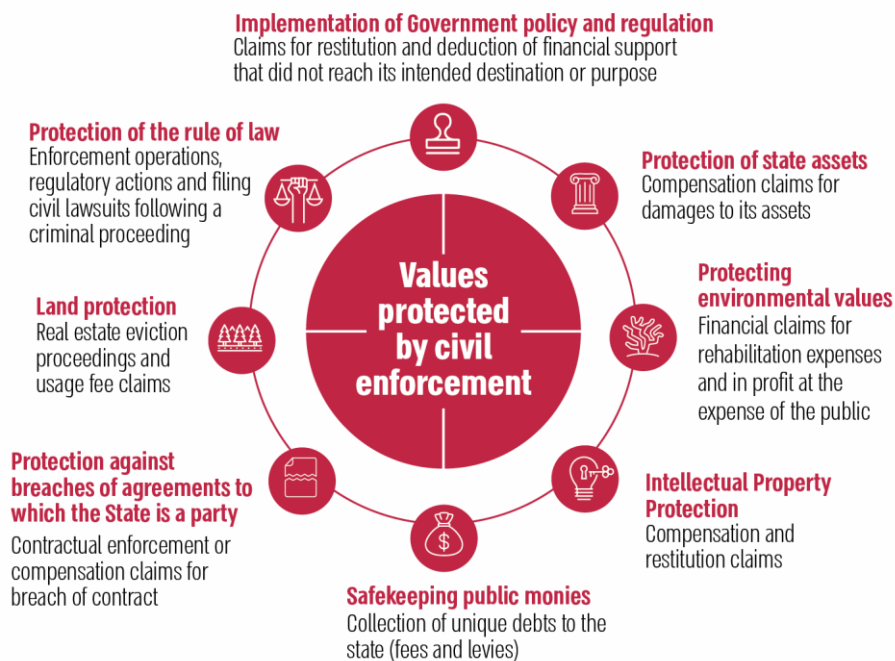 Implementation of Government policy and regulation
Claims for restitution and deduction of financial support
that did not reach its intended destination or purpose
Protection of the rule of law
Enforcement operations,
regulatory actions and filing
civil lawsuits following a
criminal proceeding
Protection of state assets
Compensation claims for
damages to its assets
Values
protected
by civil
enforcement
Land protection
Real estate eviction
proceedings and
usage fee claims
Protecting
environmental values
Financial claims for
rehabilitation expenses
and in profit at the
expense of the public
Protection against
breaches of agreements to
which the State is a party
Contractual enforcement or
compensation claims for
breach of contract
Intellectual Property
Protection
Compensation and
restitution claims
$
Safekeeping public monies
Collection of unique debts to the
state (fees and levies)